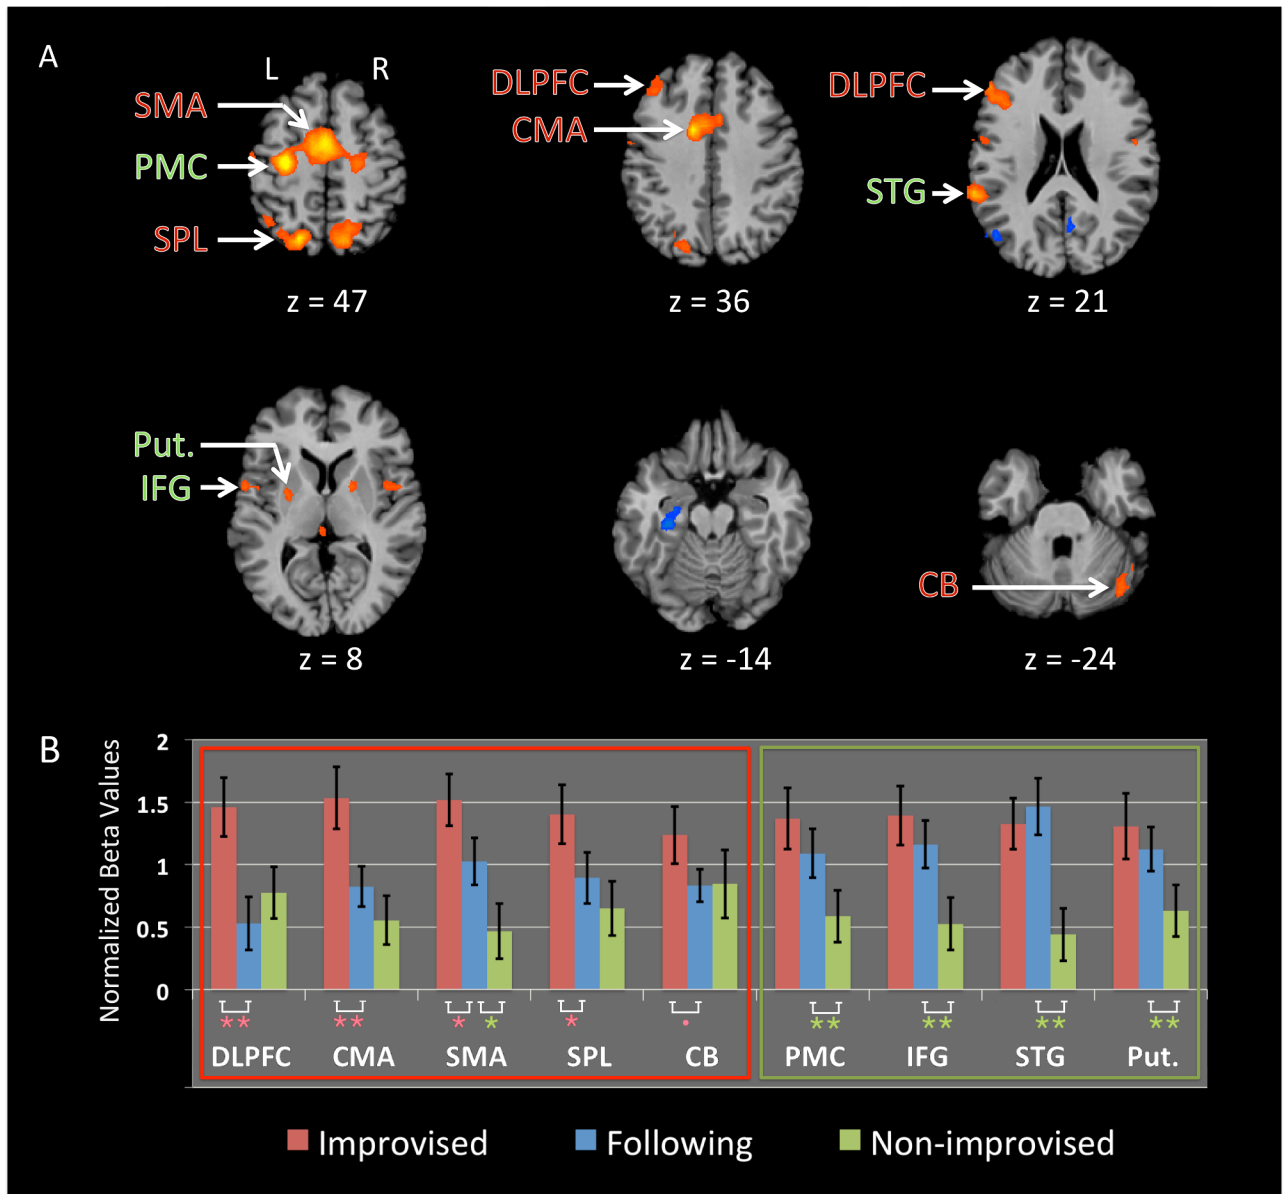 A
L R
SMA
PMC
SPL
z = 47
DLPFC
CMA
z = 36
DLPFC
STG
z = 21
Put.
IFG
z = 8
z = -14
CB
z = -24
B
Normalized Beta Values
2
1.5
1
0.5
0
** ** * * * • ** ** ** **
DLPFC CMA SMA SPL CB PMC IFG STG Put.
Improvised Following Non-improvised